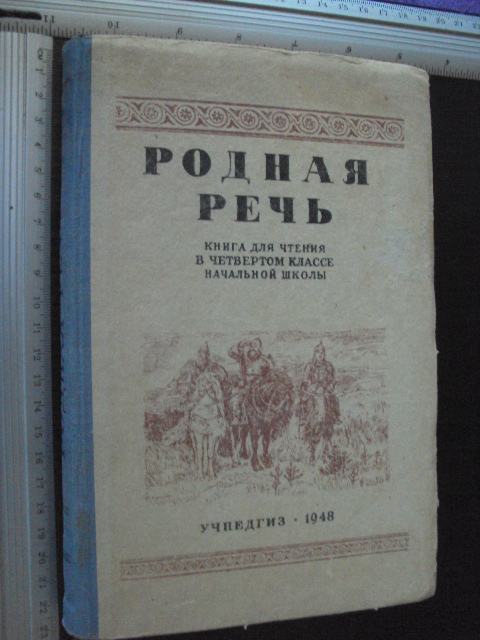 РОДНАЯ
РЕЧЬ
КНИГА ДЛЯ ЧТЕНИЯ
В ЧЕТВЕРТОМ КЛАССЕ
НАЧАЛЬНОЙ ШКОЛЫ
УЧПЕДГИЗ · 1948